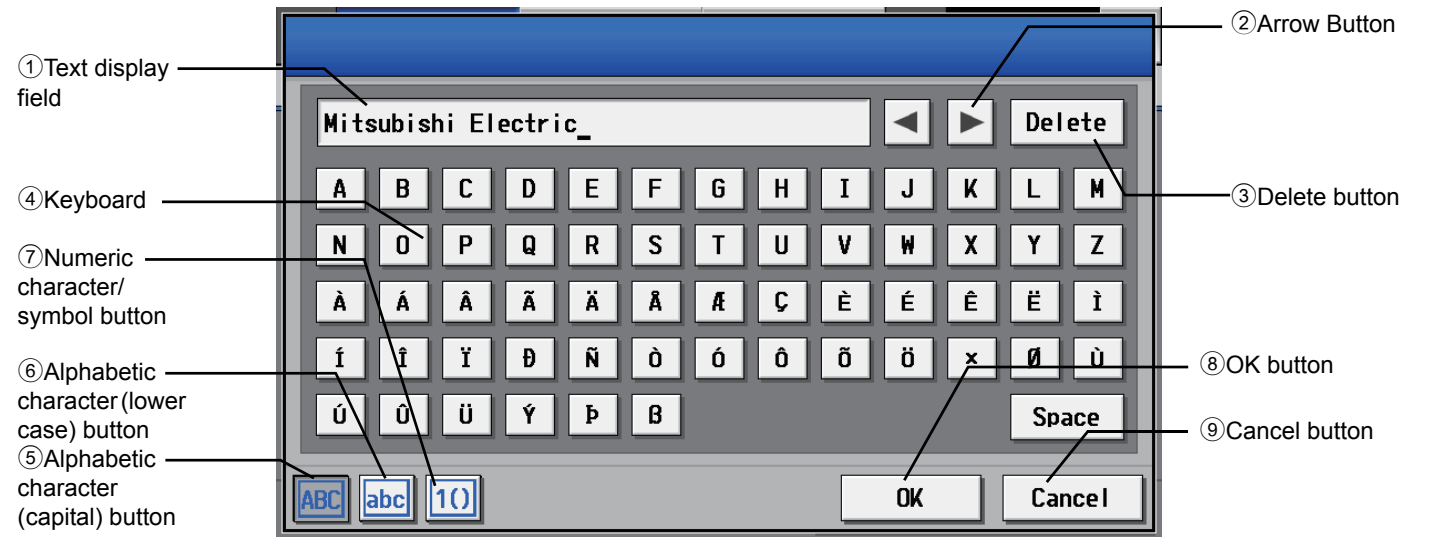 ②Arrow Button
①Text display
field
Mitsubishi Electric_
◀ ▶ Delete
A B C D E F G H I J K L M
③Delete button
④Keyboard
N O P Q R S T U V W X Y Z
⑦Numeric
character/
symbol button
À Á Â Ã Ä Å Æ Ç È É Ê Ë Ì
Í Î Ï Ð Ñ Ò Ó Ô Õ Ö × Ø Ù
⑧OK button
⑥Alphabetic
character (lower
case) button
Ú Û Ü Ý Þ ß Space
⑨Cancel button
⑤Alphabetic
character
(capital) button
ABC abc 1() OK Cancel